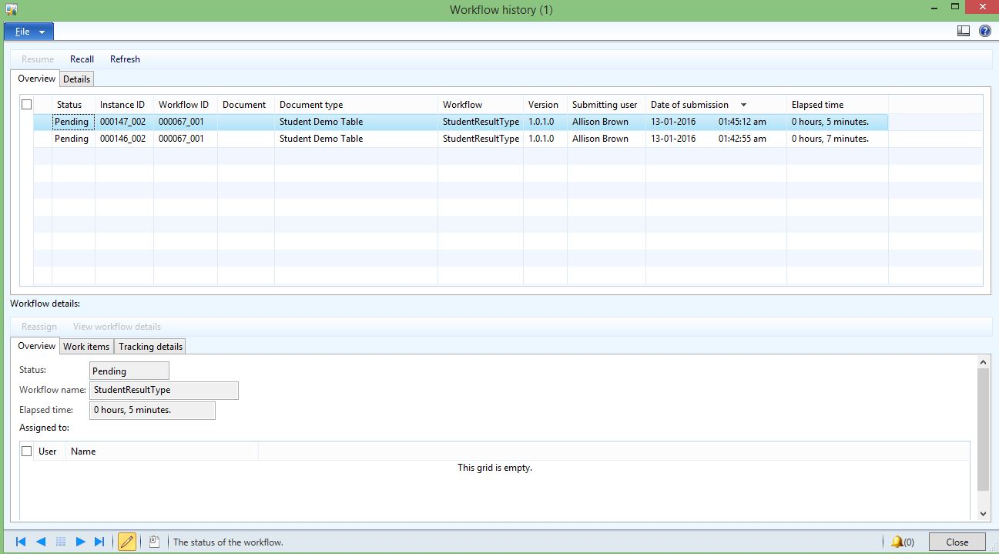 Workflow history (1)
File
Resume Recall Refresh
Overview Details
Status Instance ID Workflow ID Document Document type Workflow Version Submitting user Date of submission Elapsed time
Pending 000147_002 000067_001 Student Demo Table StudentResultType 1.0.1.0 Allison Brown 13-01-2016 01:45:12 am 0 hours, 5 minutes.
Pending 000146_002 000067_001 Student Demo Table StudentResultType 1.0.1.0 Allison Brown 13-01-2016 01:42:55 am 0 hours, 7 minutes.
Workflow details:
Reassign View workflow details
Overview Work items Tracking details
Status: Pending
Workflow name: StudentResultType
Elapsed time: 0 hours, 5 minutes.
Assigned to:
User Name
This grid is empty.
The status of the workflow. (0) Close